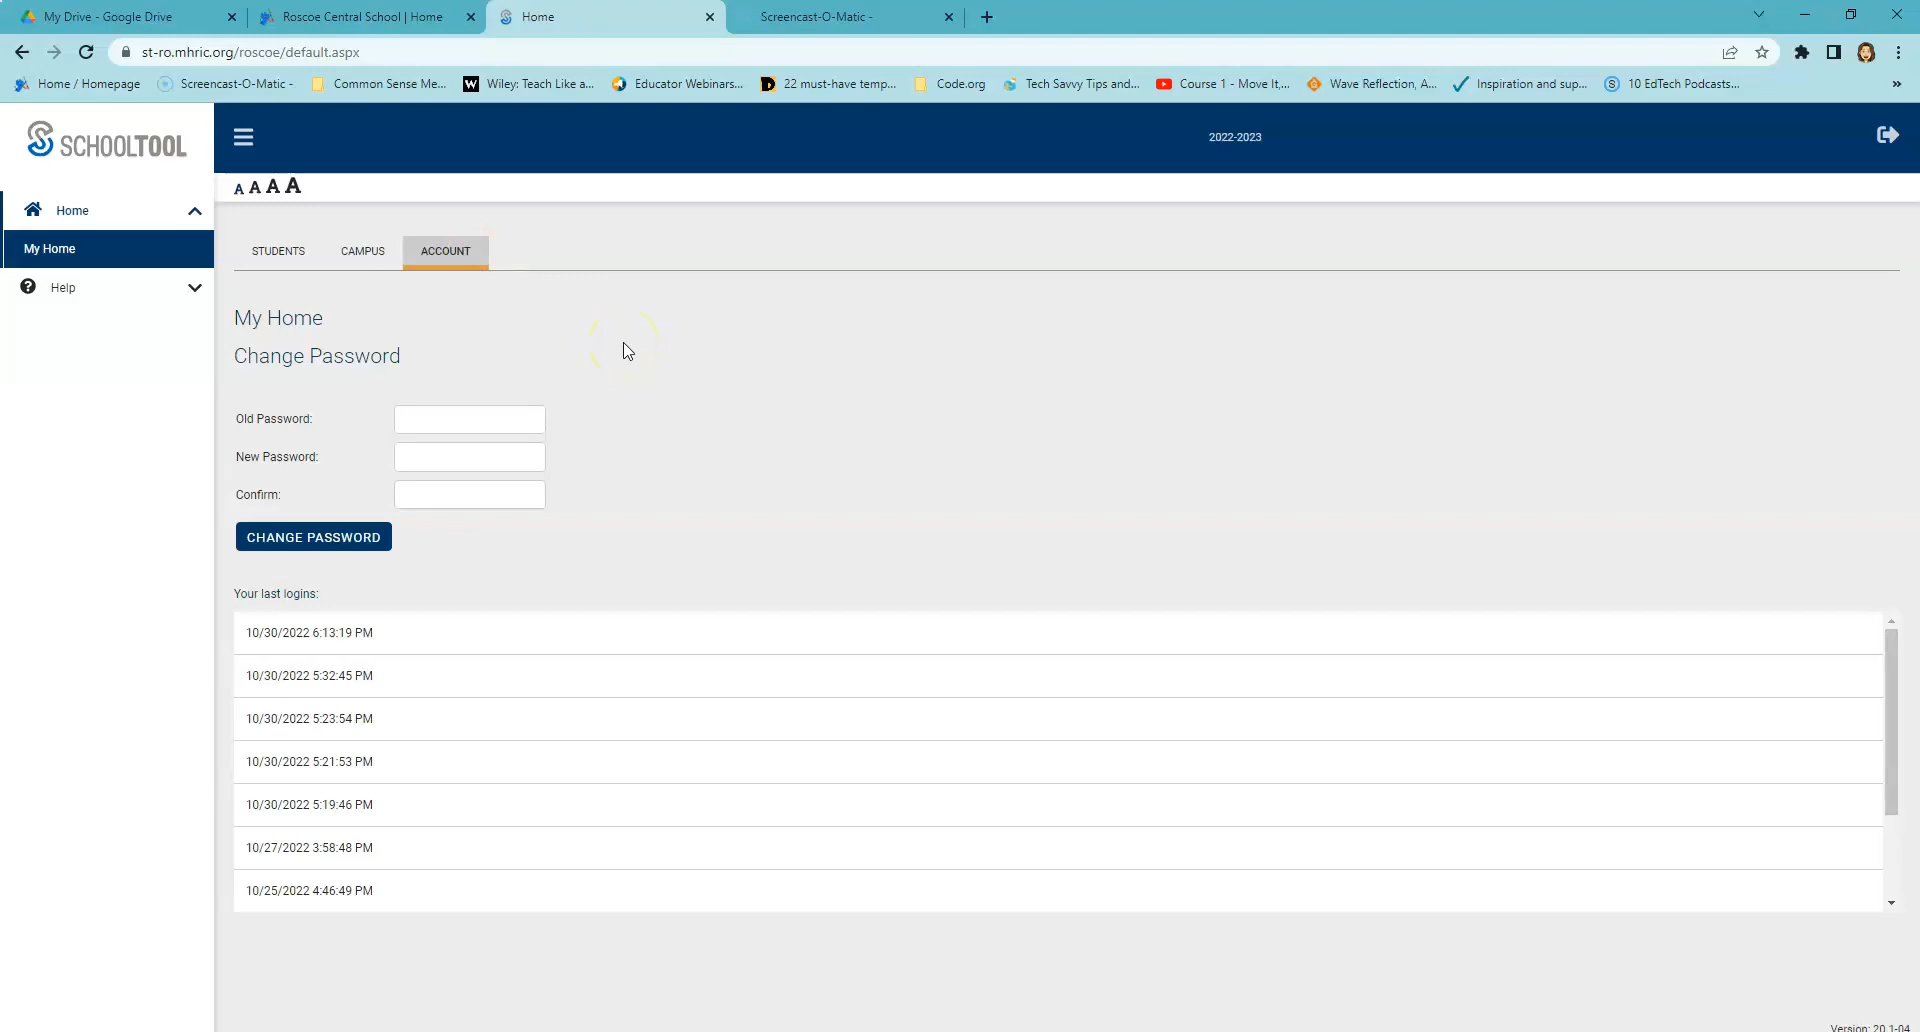 My Drive - Google Drive
Roscoe Central School | Home
Home
Screencast-O-Matic -
st-ro.mhric.org/roscoe/default.aspx
Home / Homepage
Screencast-O-Matic -
Common Sense Me...
Wiley: Teach Like a...
Educator Webinars...
22 must-have temp...
Code.org
Tech Savvy Tips and...
Course 1 - Move It,...
Wave Reflection, A...
Inspiration and sup...
10 EdTech Podcasts...
SCHOOLTOOL
2022-2023
A A A A
Home
My Home
Help
STUDENTS
CAMPUS
ACCOUNT
My Home
Change Password
Old Password:
New Password:
Confirm:
CHANGE PASSWORD
Your last logins:
10/30/2022 6:13:19 PM
10/30/2022 5:32:45 PM
10/30/2022 5:23:54 PM
10/30/2022 5:21:53 PM
10/30/2022 5:19:46 PM
10/27/2022 3:58:48 PM
10/25/2022 4:46:49 PM
Version: 20.1-04